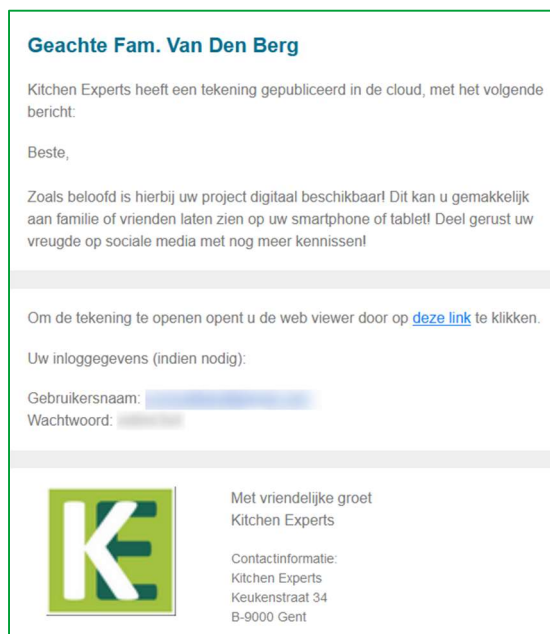 Geachte Fam. Van Den Berg
Kitchen Experts heeft een tekening gepubliceerd in de cloud, met het volgende
bericht:
Beste,
Zoals beloofd is hierbij uw project digitaal beschikbaar! Dit kan u gemakkelijk
aan familie of vrienden laten zien op uw smartphone of tablet! Deel gerust uw
vreugde op sociale media met nog meer kennissen!
Om de tekening te openen opent u de web viewer door op deze link te klikken.
Uw inloggegevens (indien nodig):
Gebruikersnaam:
Wachtwoord:
KE
Met vriendelijke groet
Kitchen Experts
Contactinformatie:
Kitchen Experts
Keukenstraat 34
B-9000 Gent